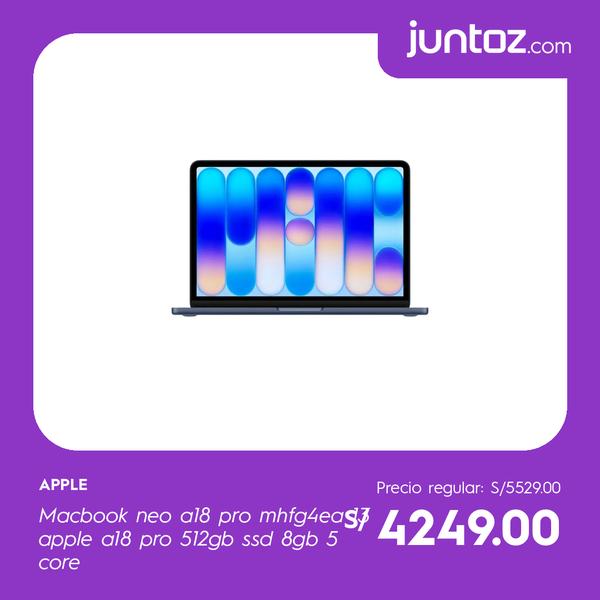 juntoz.com
APPLE
Precio regular: S/5529.00
Macbook neo a18 pro mhfg4ea 13
S/ 4249.00
apple a18 pro 512gb ssd 8gb 5
core